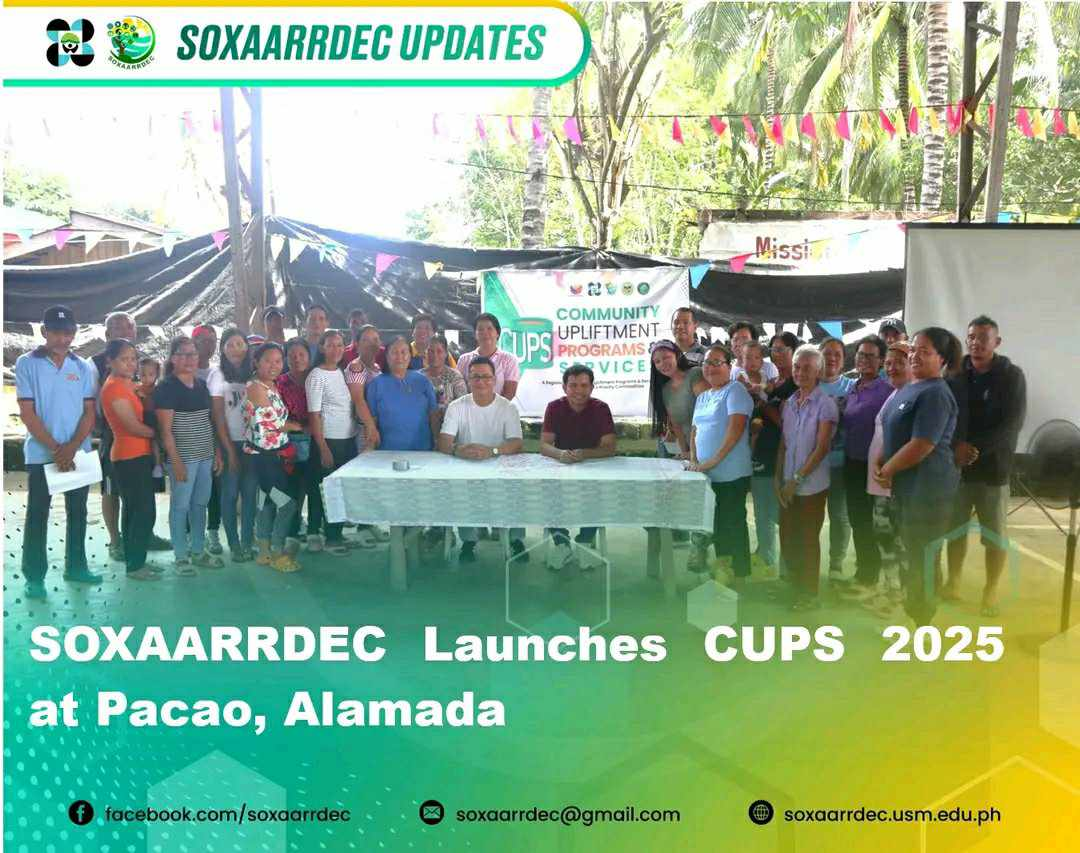 SOXAARRDEC
SOXAARRDEC UPDATES
Missi
CUPS
COMMUNITY
UPLIFTMENT
PROGRAMS &
SERVICE
SOXAARRDEC Launches CUPS 2025
at Pacao, Alamada
facebook.com/soxaarrdec
soxaarrdec@gmail.com
soxaarrdec.usm.edu.ph